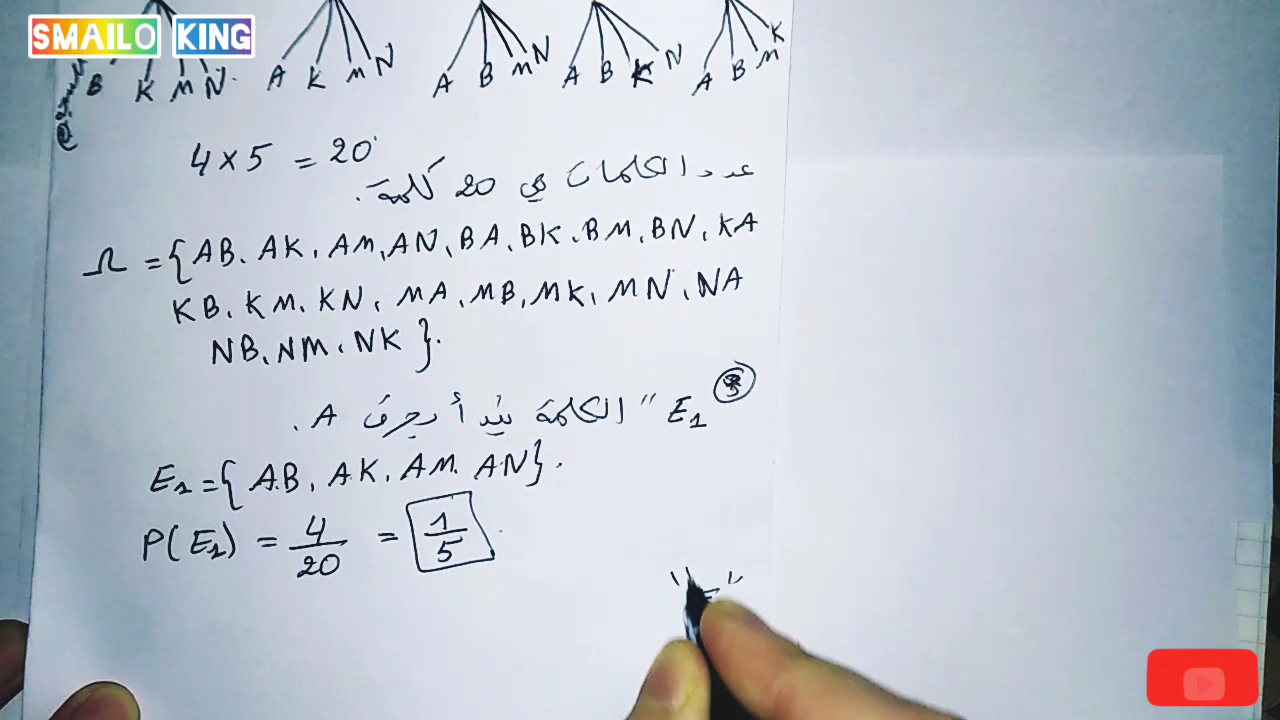 SMAILO KING
B K M N A K M N A B M N A B K N A B M K
4 x 5 = 20
عدد الكلمات هي 20 كلمة.
Ω = { AB, AK, AM, AN, BA, BK, BM, BN, KA
KB, KM, KN, MA, MB, MK, MN, NA
NB, NM, NK }.
E1 " الكلمة تبدأ بحرف A .
E1 = { AB, AK, AM, AN }.
P(E1) = 4/20 = 1/5